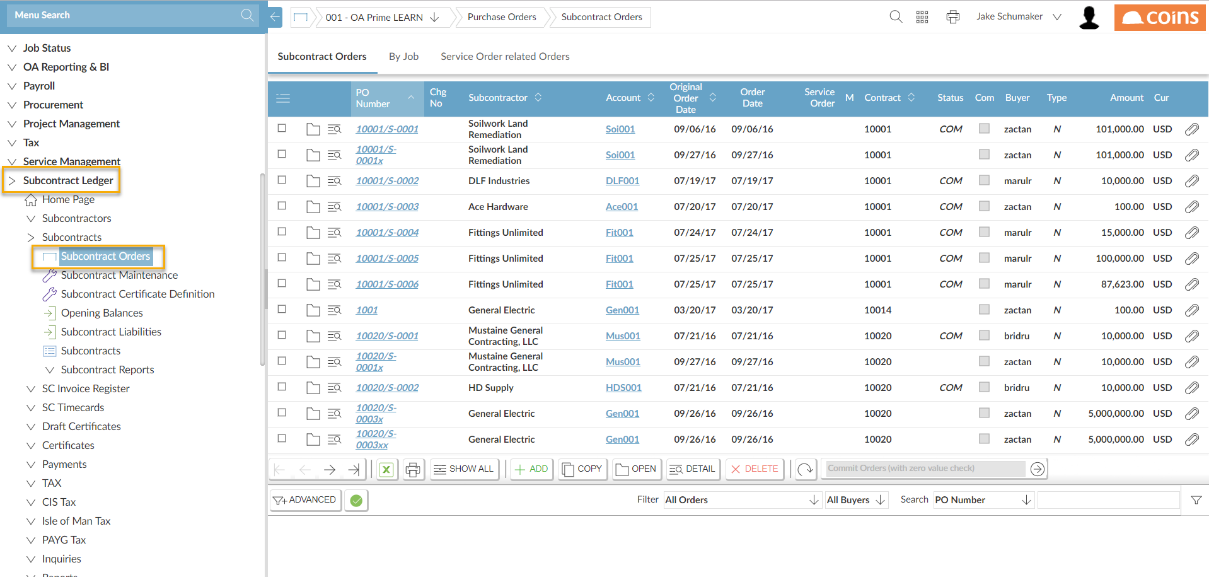 Menu Search
001 - OA Prime LEARN
Purchase Orders
Subcontract Orders
Jake Schumaker
coins
Job Status
OA Reporting & BI
Payroll
Procurement
Project Management
Tax
Service Management
Subcontract Ledger
Home Page
Subcontractors
Subcontracts
Subcontract Orders
Subcontract Maintenance
Subcontract Certificate Definition
Opening Balances
Subcontract Liabilities
Subcontracts
Subcontract Reports
SC Invoice Register
SC Timecards
Draft Certificates
Certificates
Payments
TAX
CIS Tax
Isle of Man Tax
PAYG Tax
Inquiries
Reports
Subcontract Orders By Job Service Order related Orders
PO Number Chg No Subcontractor Account Original Order Date Order Date Service Order M Contract Status Com Buyer Type Amount Cur
10001/S-0001 Soilwork Land Remediation Soi001 09/06/16 09/06/16 10001 COM zactan N 101,000.00 USD
10001/S-0001x Soilwork Land Remediation Soi001 09/27/16 09/27/16 10001 zactan N 101,000.00 USD
10001/S-0002 DLF Industries DLF001 07/19/17 07/19/17 10001 COM marulr N 10,000.00 USD
10001/S-0003 Ace Hardware Ace001 07/20/17 07/20/17 10001 COM zactan N 100.00 USD
10001/S-0004 Fittings Unlimited Fit001 07/24/17 07/24/17 10001 COM marulr N 15,000.00 USD
10001/S-0005 Fittings Unlimited Fit001 07/25/17 07/25/17 10001 COM marulr N 100,000.00 USD
10001/S-0006 Fittings Unlimited Fit001 07/25/17 07/25/17 10001 COM marulr N 87,623.00 USD
1001 General Electric Gen001 03/20/17 03/20/17 10014 zactan N 100.00 USD
10020/S-0001 Mustaine General Contracting, LLC Mus001 07/21/16 07/21/16 10020 COM bridru N 10,000.00 USD
10020/S-0001x Mustaine General Contracting, LLC Mus001 09/27/16 09/27/16 10020 zactan N 10,000.00 USD
10020/S-0002 HD Supply HDS001 07/21/16 07/21/16 10020 COM bridru N 10,000.00 USD
10020/S-0003x General Electric Gen001 09/26/16 09/26/16 10020 zactan N 5,000,000.00 USD
10020/S-0003xx General Electric Gen001 09/26/16 09/26/16 10020 zactan N 5,000,000.00 USD
SHOW ALL ADD COPY OPEN DETAIL DELETE Commit Orders (with zero value check)
ADVANCED Filter All Orders All Buyers Search PO Number